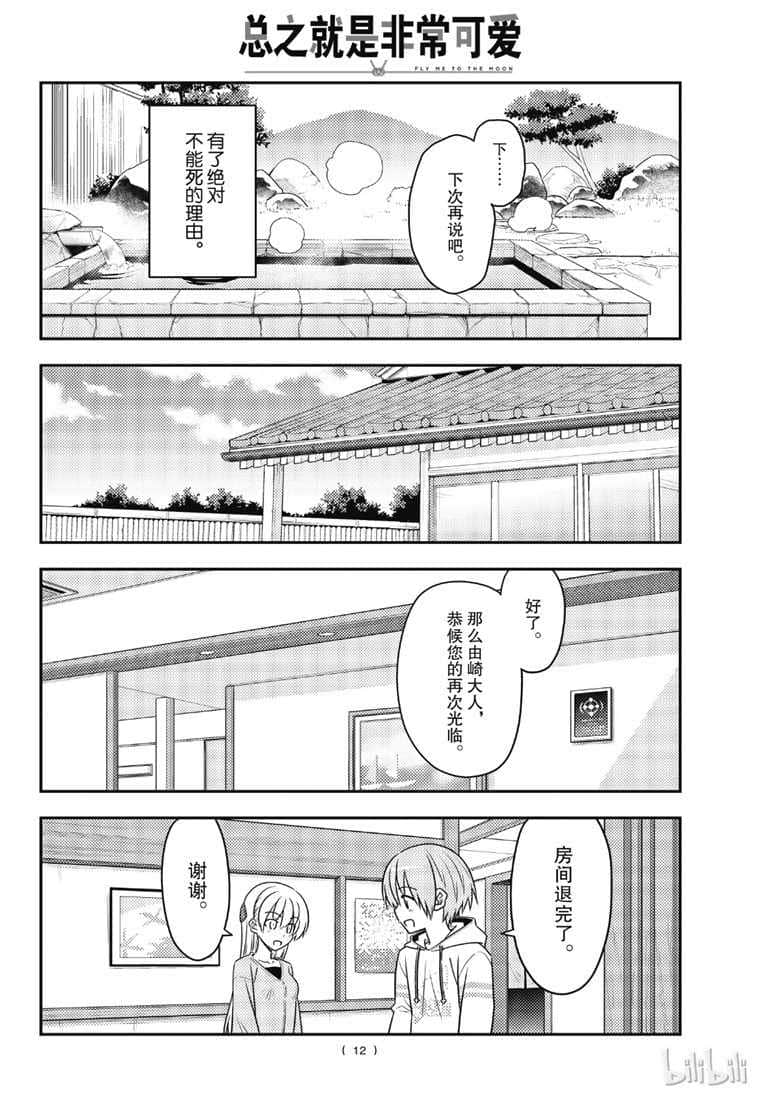 总之就是非常可爱
FLY ME TO THE MOON
下……
下次再说吧。
有了绝对
不能死的理由。
好了。
那么由崎大人，
恭候您的再次光临。
房间退完了。
谢谢。
( 12 )
bilibili